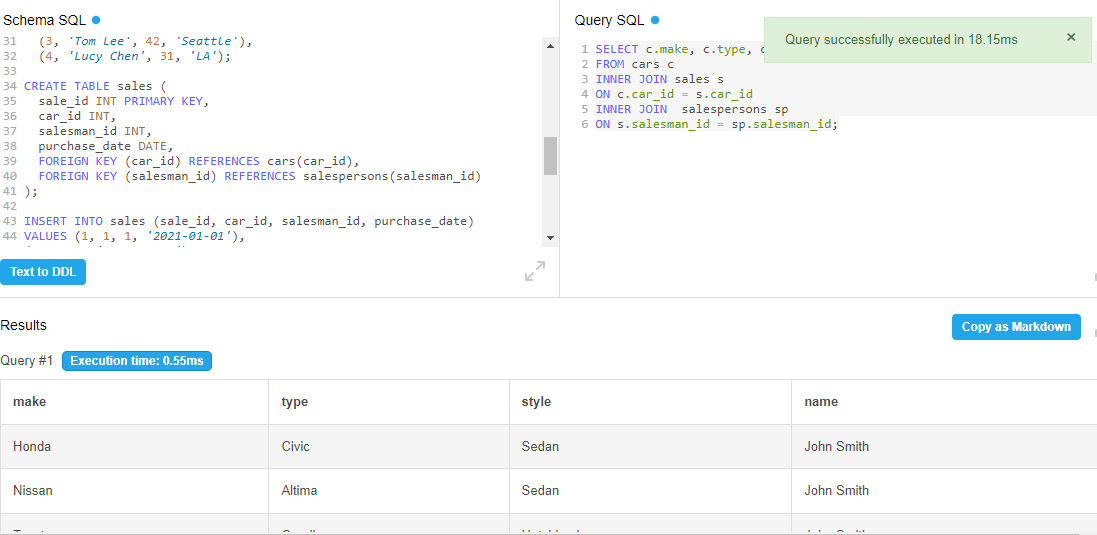 Schema SQL
31 (3, 'Tom Lee', 42, 'Seattle'),
32 (4, 'Lucy Chen', 31, 'LA');
33
34 CREATE TABLE sales (
35 sale_id INT PRIMARY KEY,
36 car_id INT,
37 salesman_id INT,
38 purchase_date DATE,
39 FOREIGN KEY (car_id) REFERENCES cars(car_id),
40 FOREIGN KEY (salesman_id) REFERENCES salespersons(salesman_id)
41 );
42
43 INSERT INTO sales (sale_id, car_id, salesman_id, purchase_date)
44 VALUES (1, 1, 1, '2021-01-01'),
Text to DDL
Query SQL
Query successfully executed in 18.15ms ×
1 SELECT c.make, c.type,
2 FROM cars c
3 INNER JOIN sales s
4 ON c.car_id = s.car_id
5 INNER JOIN salespersons sp
6 ON s.salesman_id = sp.salesman_id;
Results
Copy as Markdown
Query #1 Execution time: 0.55ms
make type style name
Honda Civic Sedan John Smith
Nissan Altima Sedan John Smith